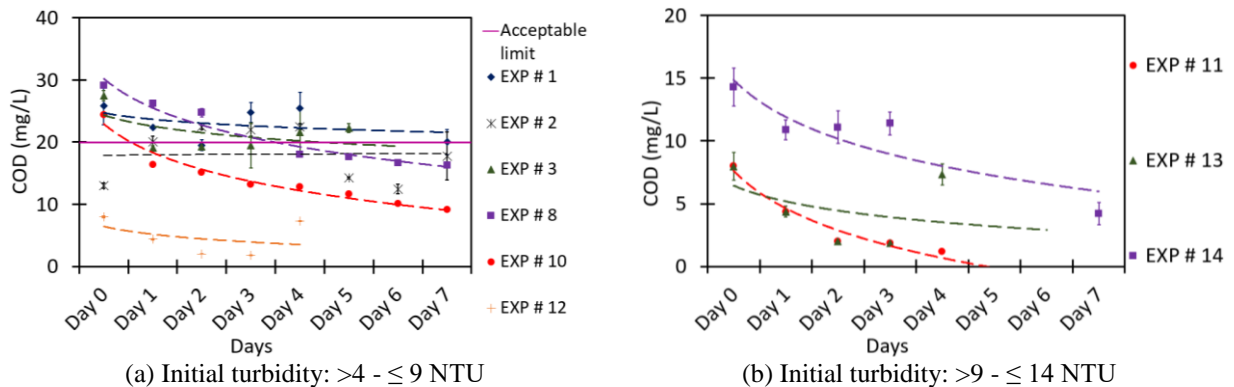 COD (mg/L)
40
30
20
10
0
Day 0
Day 1
Day 2
Day 3
Day 4
Day 5
Day 6
Day 7
Days
Acceptable
limit
EXP # 1
EXP # 2
EXP # 3
EXP # 8
EXP # 10
EXP # 12
(a) Initial turbidity: >4 - ≤ 9 NTU
COD (mg/L)
20
15
10
5
0
Day 0
Day 1
Day 2
Day 3
Day 4
Day 5
Day 6
Day 7
Days
EXP # 11
EXP # 13
EXP # 14
(b) Initial turbidity: >9 - ≤ 14 NTU